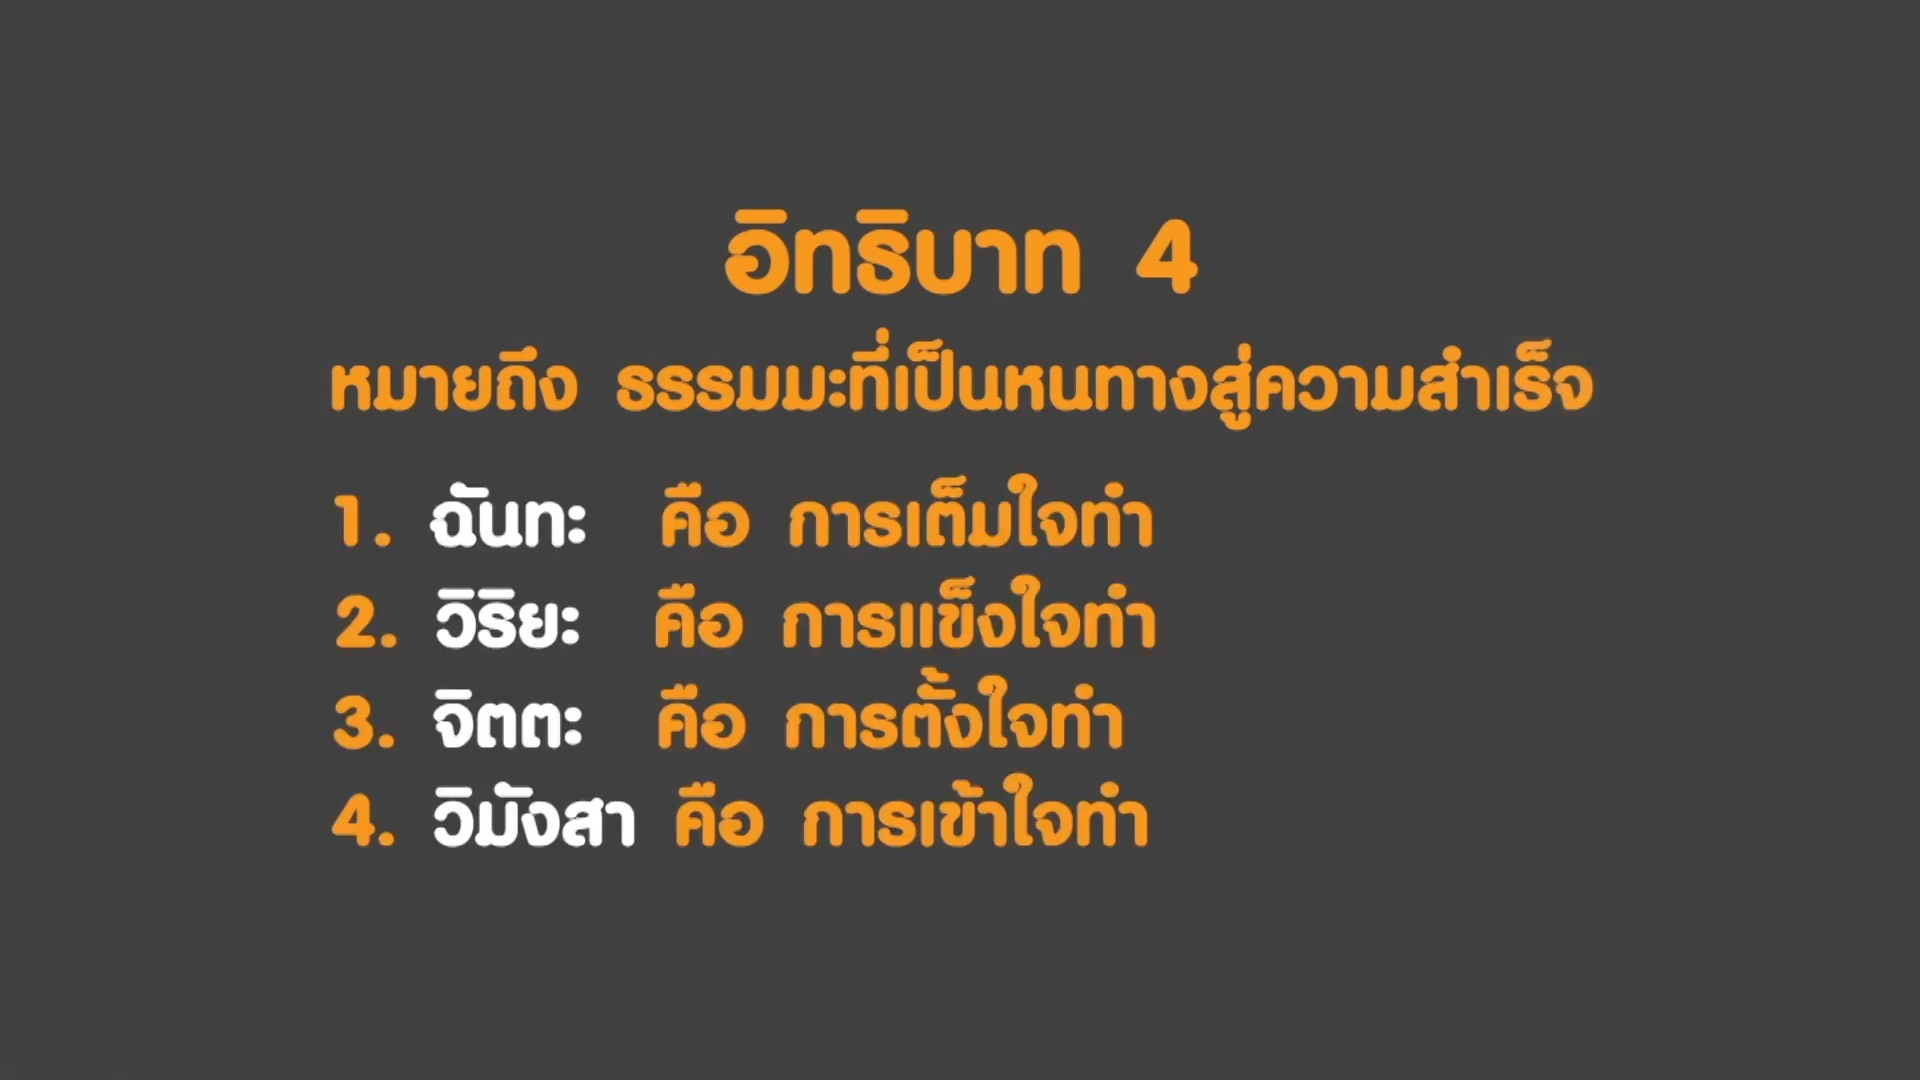 อิทธิบาท 4
หมายถึง ธรรมมะที่เป็นหนทางสู่ความสำเร็จ
1. ฉันทะ คือ การเต็มใจทำ
2. วิริยะ คือ การแข็งใจทำ
3. จิตตะ คือ การตั้งใจทำ
4. วิมังสา คือ การเข้าใจทำ